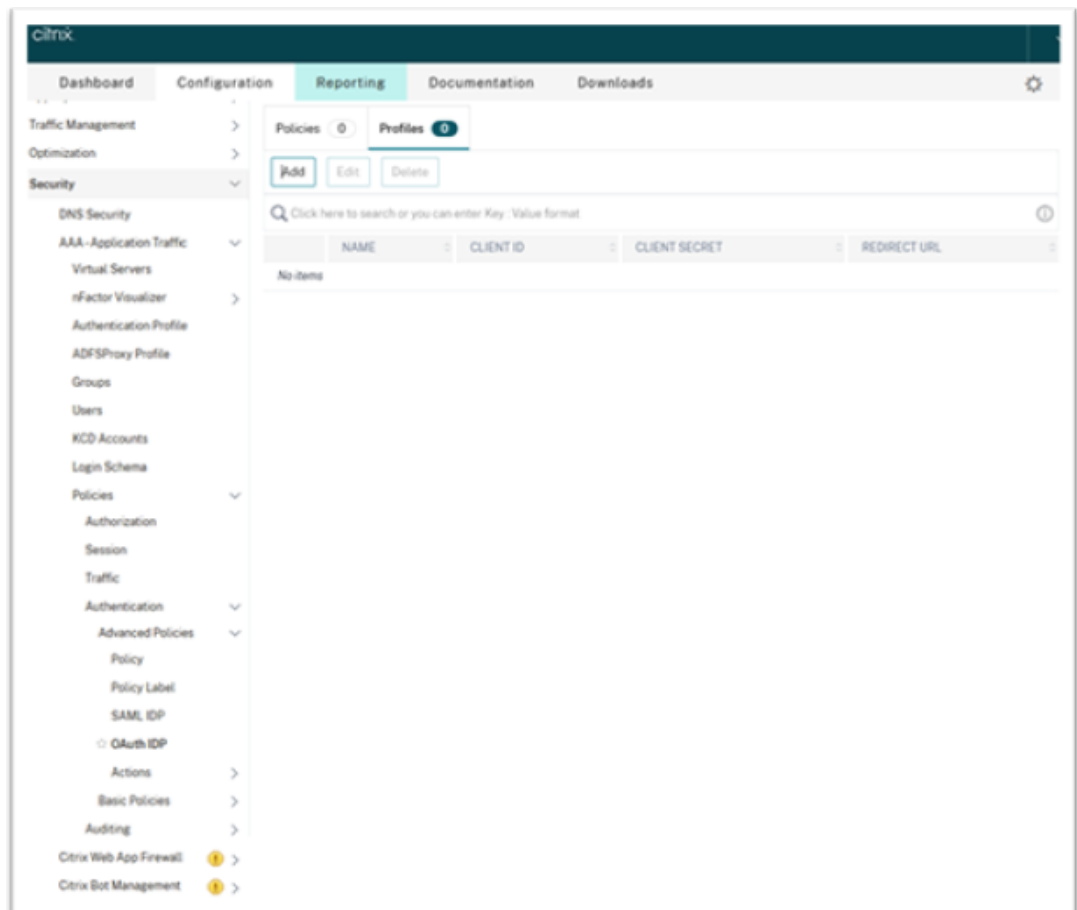 citrix
Dashboard Configuration Reporting Documentation Downloads
Traffic Management
Optimization
Security
DNS Security
AAA - Application Traffic
Virtual Servers
nFactor Visualizer
Authentication Profile
ADFSProxy Profile
Groups
Users
KCD Accounts
Login Schema
Policies
Authorization
Session
Traffic
Authentication
Advanced Policies
Policy
Policy Label
SAML IDP
OAuth IDP
Actions
Basic Policies
Auditing
Citrix Web App Firewall
Citrix Bot Management
Policies 0 Profiles 0
Add Edit Delete
Click here to search or you can enter Key : Value format
NAME CLIENT ID CLIENT SECRET REDIRECT URL
No items